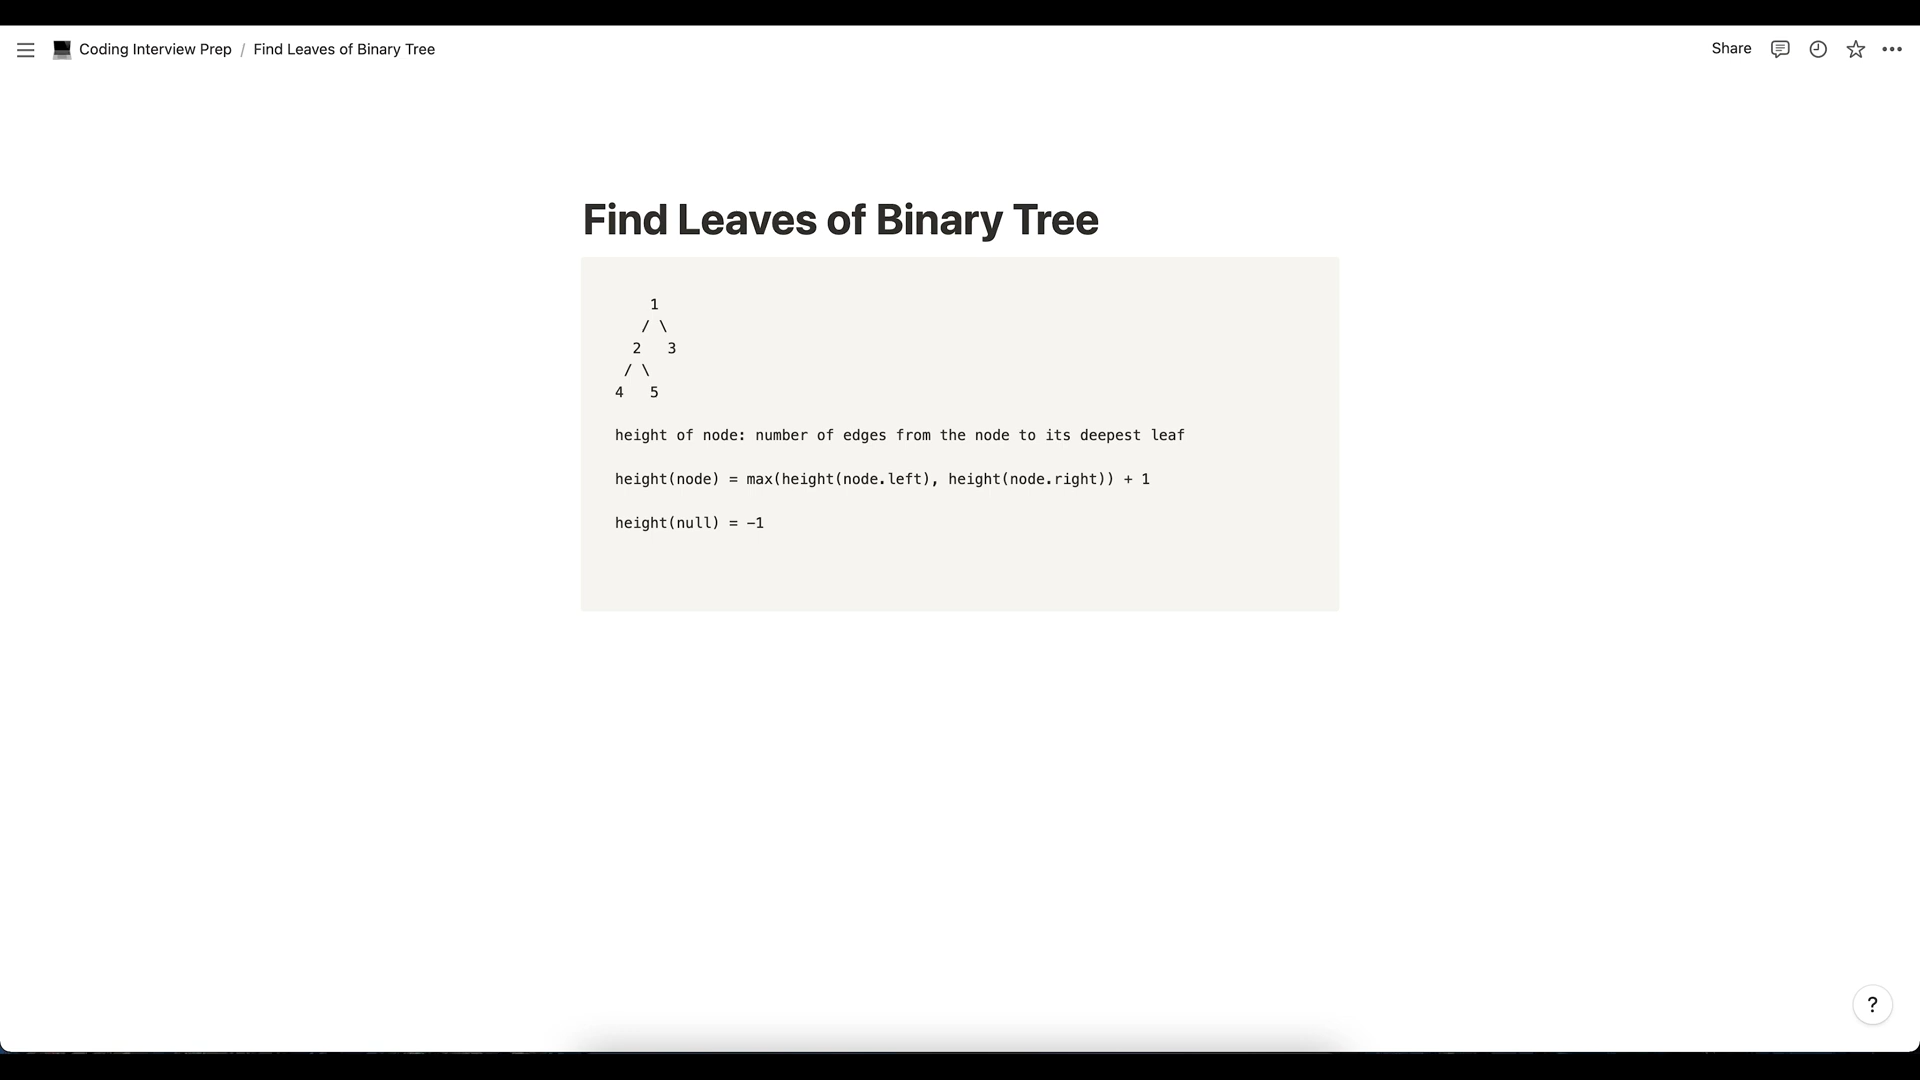 Coding Interview Prep / Find Leaves of Binary Tree
Share
Find Leaves of Binary Tree
1
/ \
2 3
/ \
4 5
height of node: number of edges from the node to its deepest leaf
height(node) = max(height(node.left), height(node.right)) + 1
height(null) = -1
?